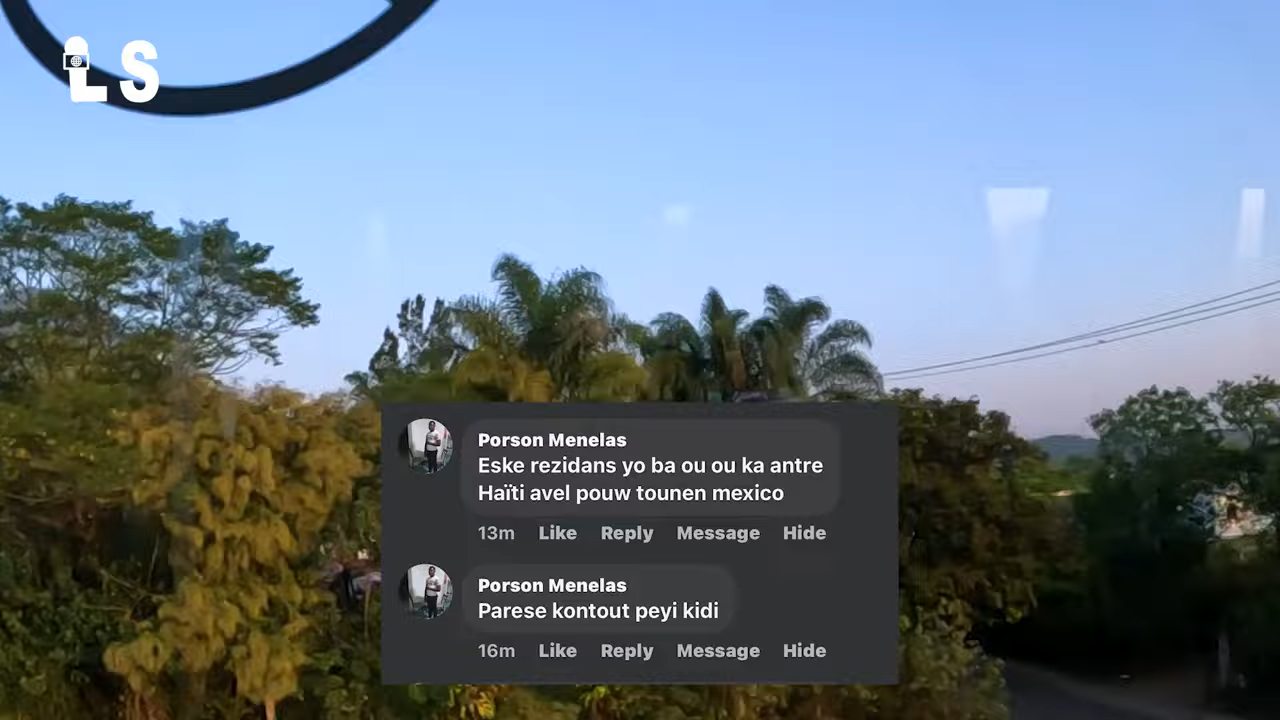 LS
Porson Menelas
Eske rezidans yo ba ou ou ka antre
Haïti avel pouw tounen mexico
13m Like Reply Message Hide
Porson Menelas
Parese kontout peyi kidi
16m Like Reply Message Hide